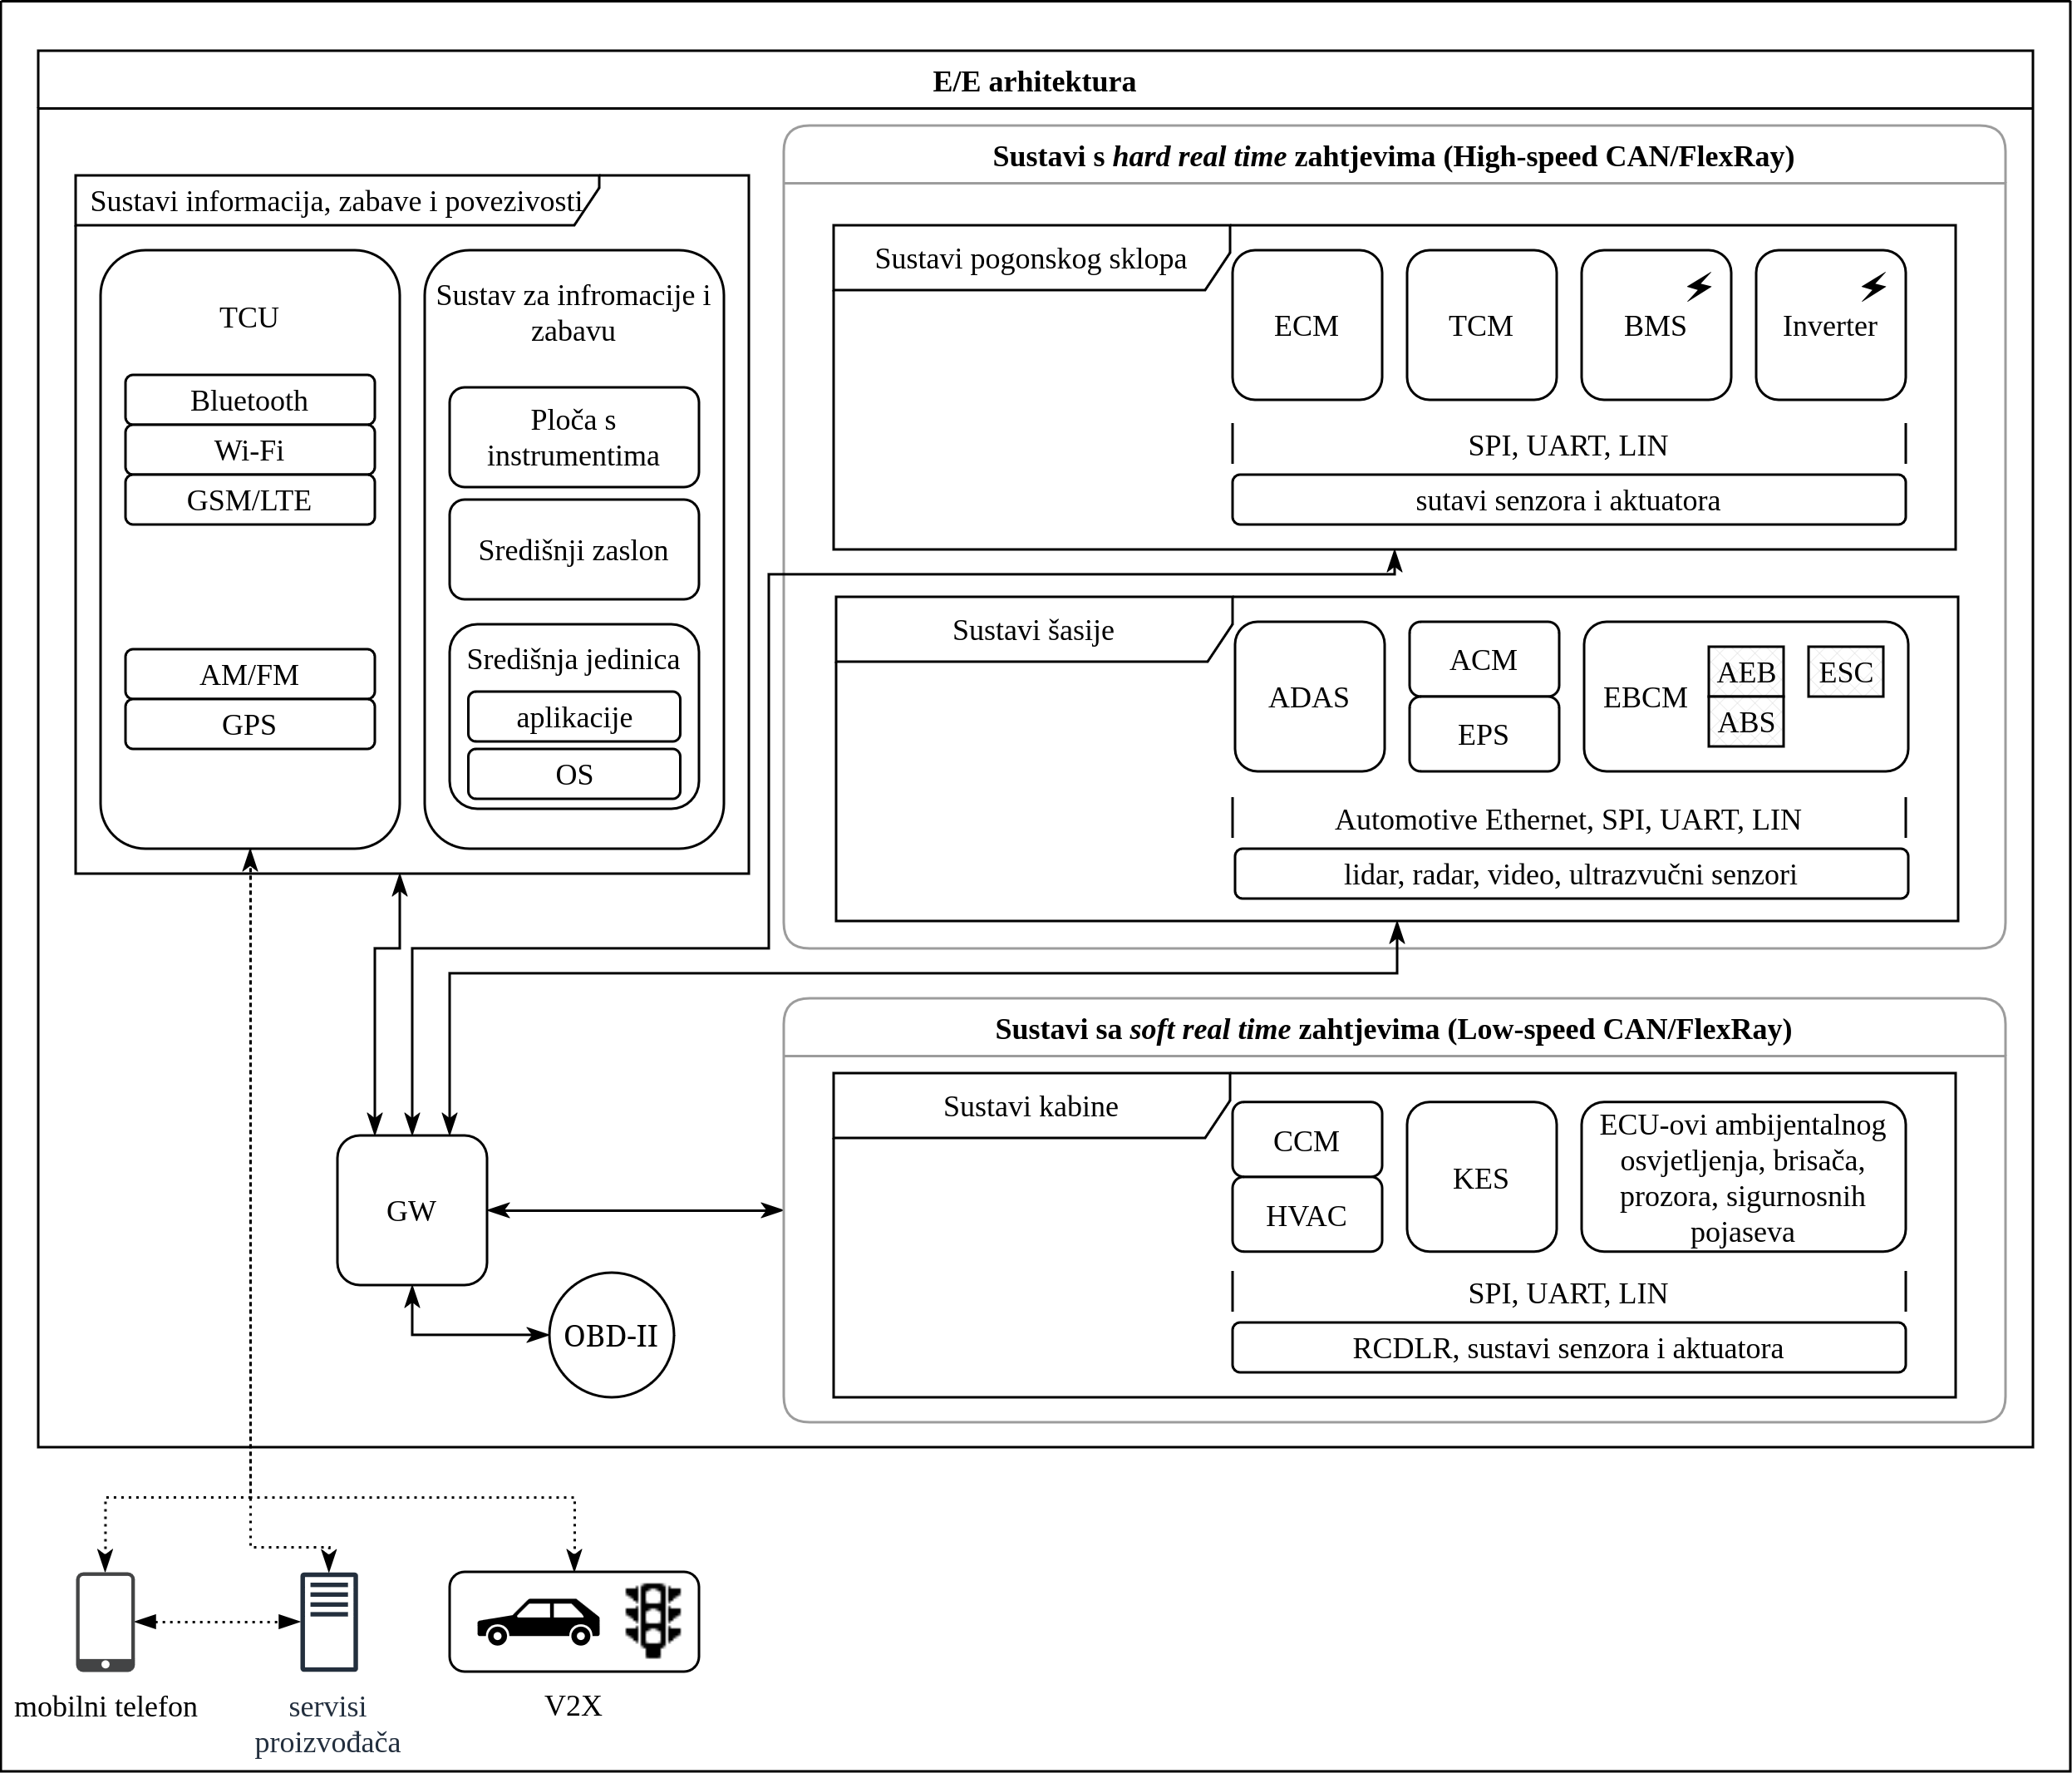 E/E arhitektura
Sustavi informacija, zabave i povezivosti
TCU
Bluetooth
Wi-Fi
GSM/LTE
AM/FM
GPS
Sustav za infromacije i
zabavu
Ploča s
instrumentima
Središnji zaslon
Središnja jedinica
aplikacije
OS
Sustavi s hard real time zahtjevima (High-speed CAN/FlexRay)
Sustavi pogonskog sklopa
ECM
TCM
BMS
Inverter
SPI, UART, LIN
sutavi senzora i aktuatora
Sustavi šasije
ADAS
ACM
EPS
EBCM
AEB
ABS
ESC
Automotive Ethernet, SPI, UART, LIN
lidar, radar, video, ultrazvučni senzori
Sustavi sa soft real time zahtjevima (Low-speed CAN/FlexRay)
Sustavi kabine
CCM
HVAC
KES
ECU-ovi ambijentalnog
osvjetljenja, brisača,
prozora, sigurnosnih
pojaseva
SPI, UART, LIN
RCDLR, sustavi senzora i aktuatora
GW
OBD-II
mobilni telefon
servisi
proizvođača
V2X